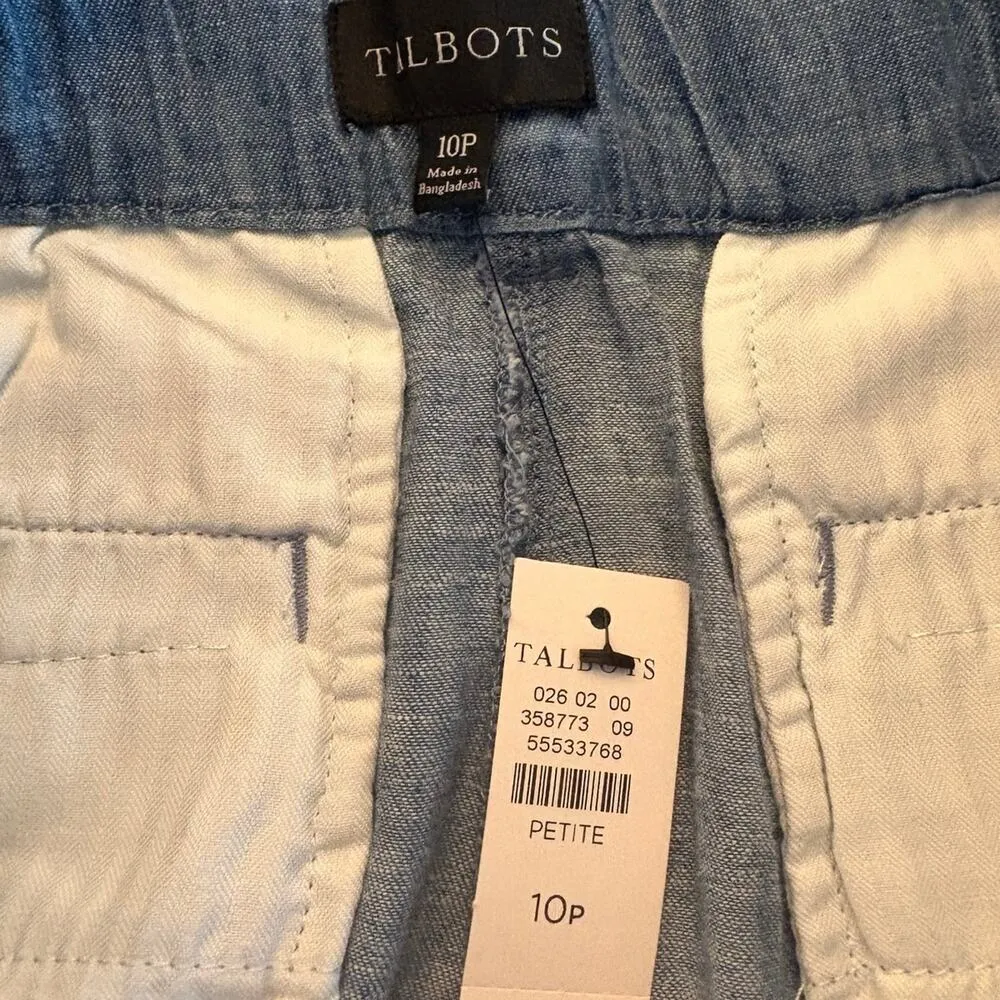 TALBOTS
10P
Made in
Bangladesh
TALBOTS
026 02 00
358773 09
55533768
PETITE
10P